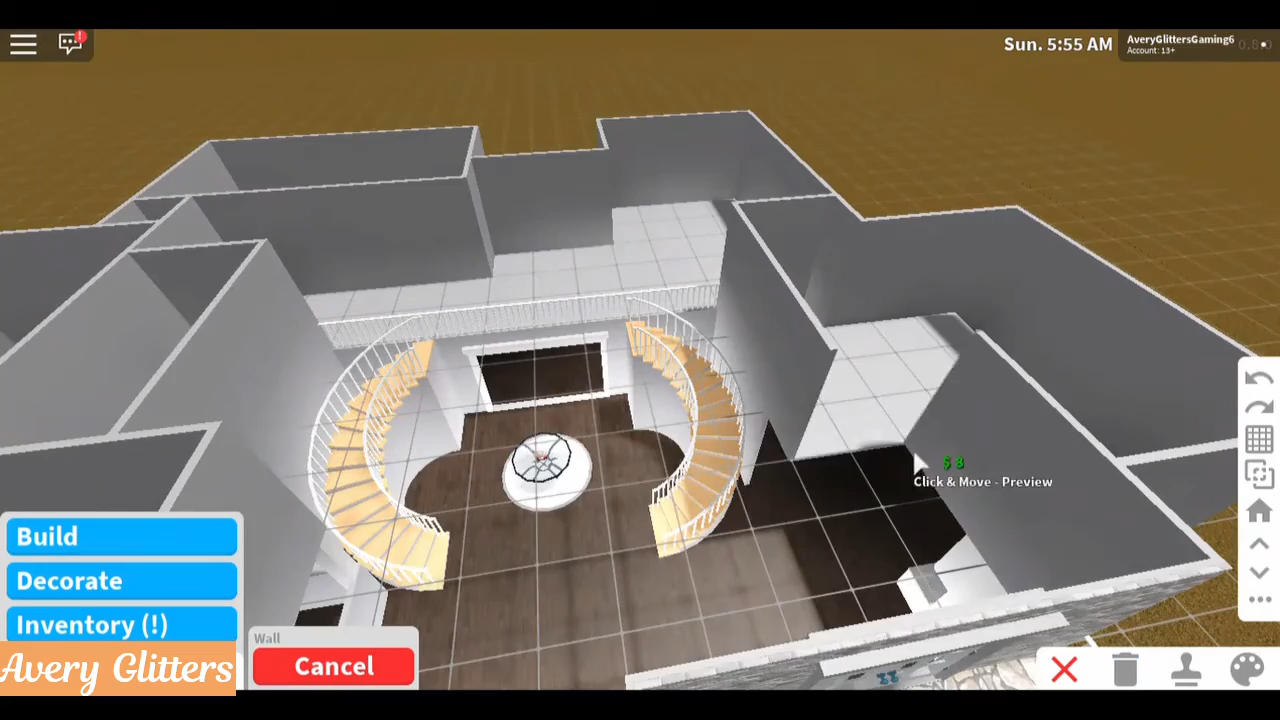 Sun. 5:55 AM
AveryGlittersGaming6
Account: 13+
$ 8
Click & Move - Preview
Build
Decorate
Inventory (!)
Avery Glitters
Wall
Cancel